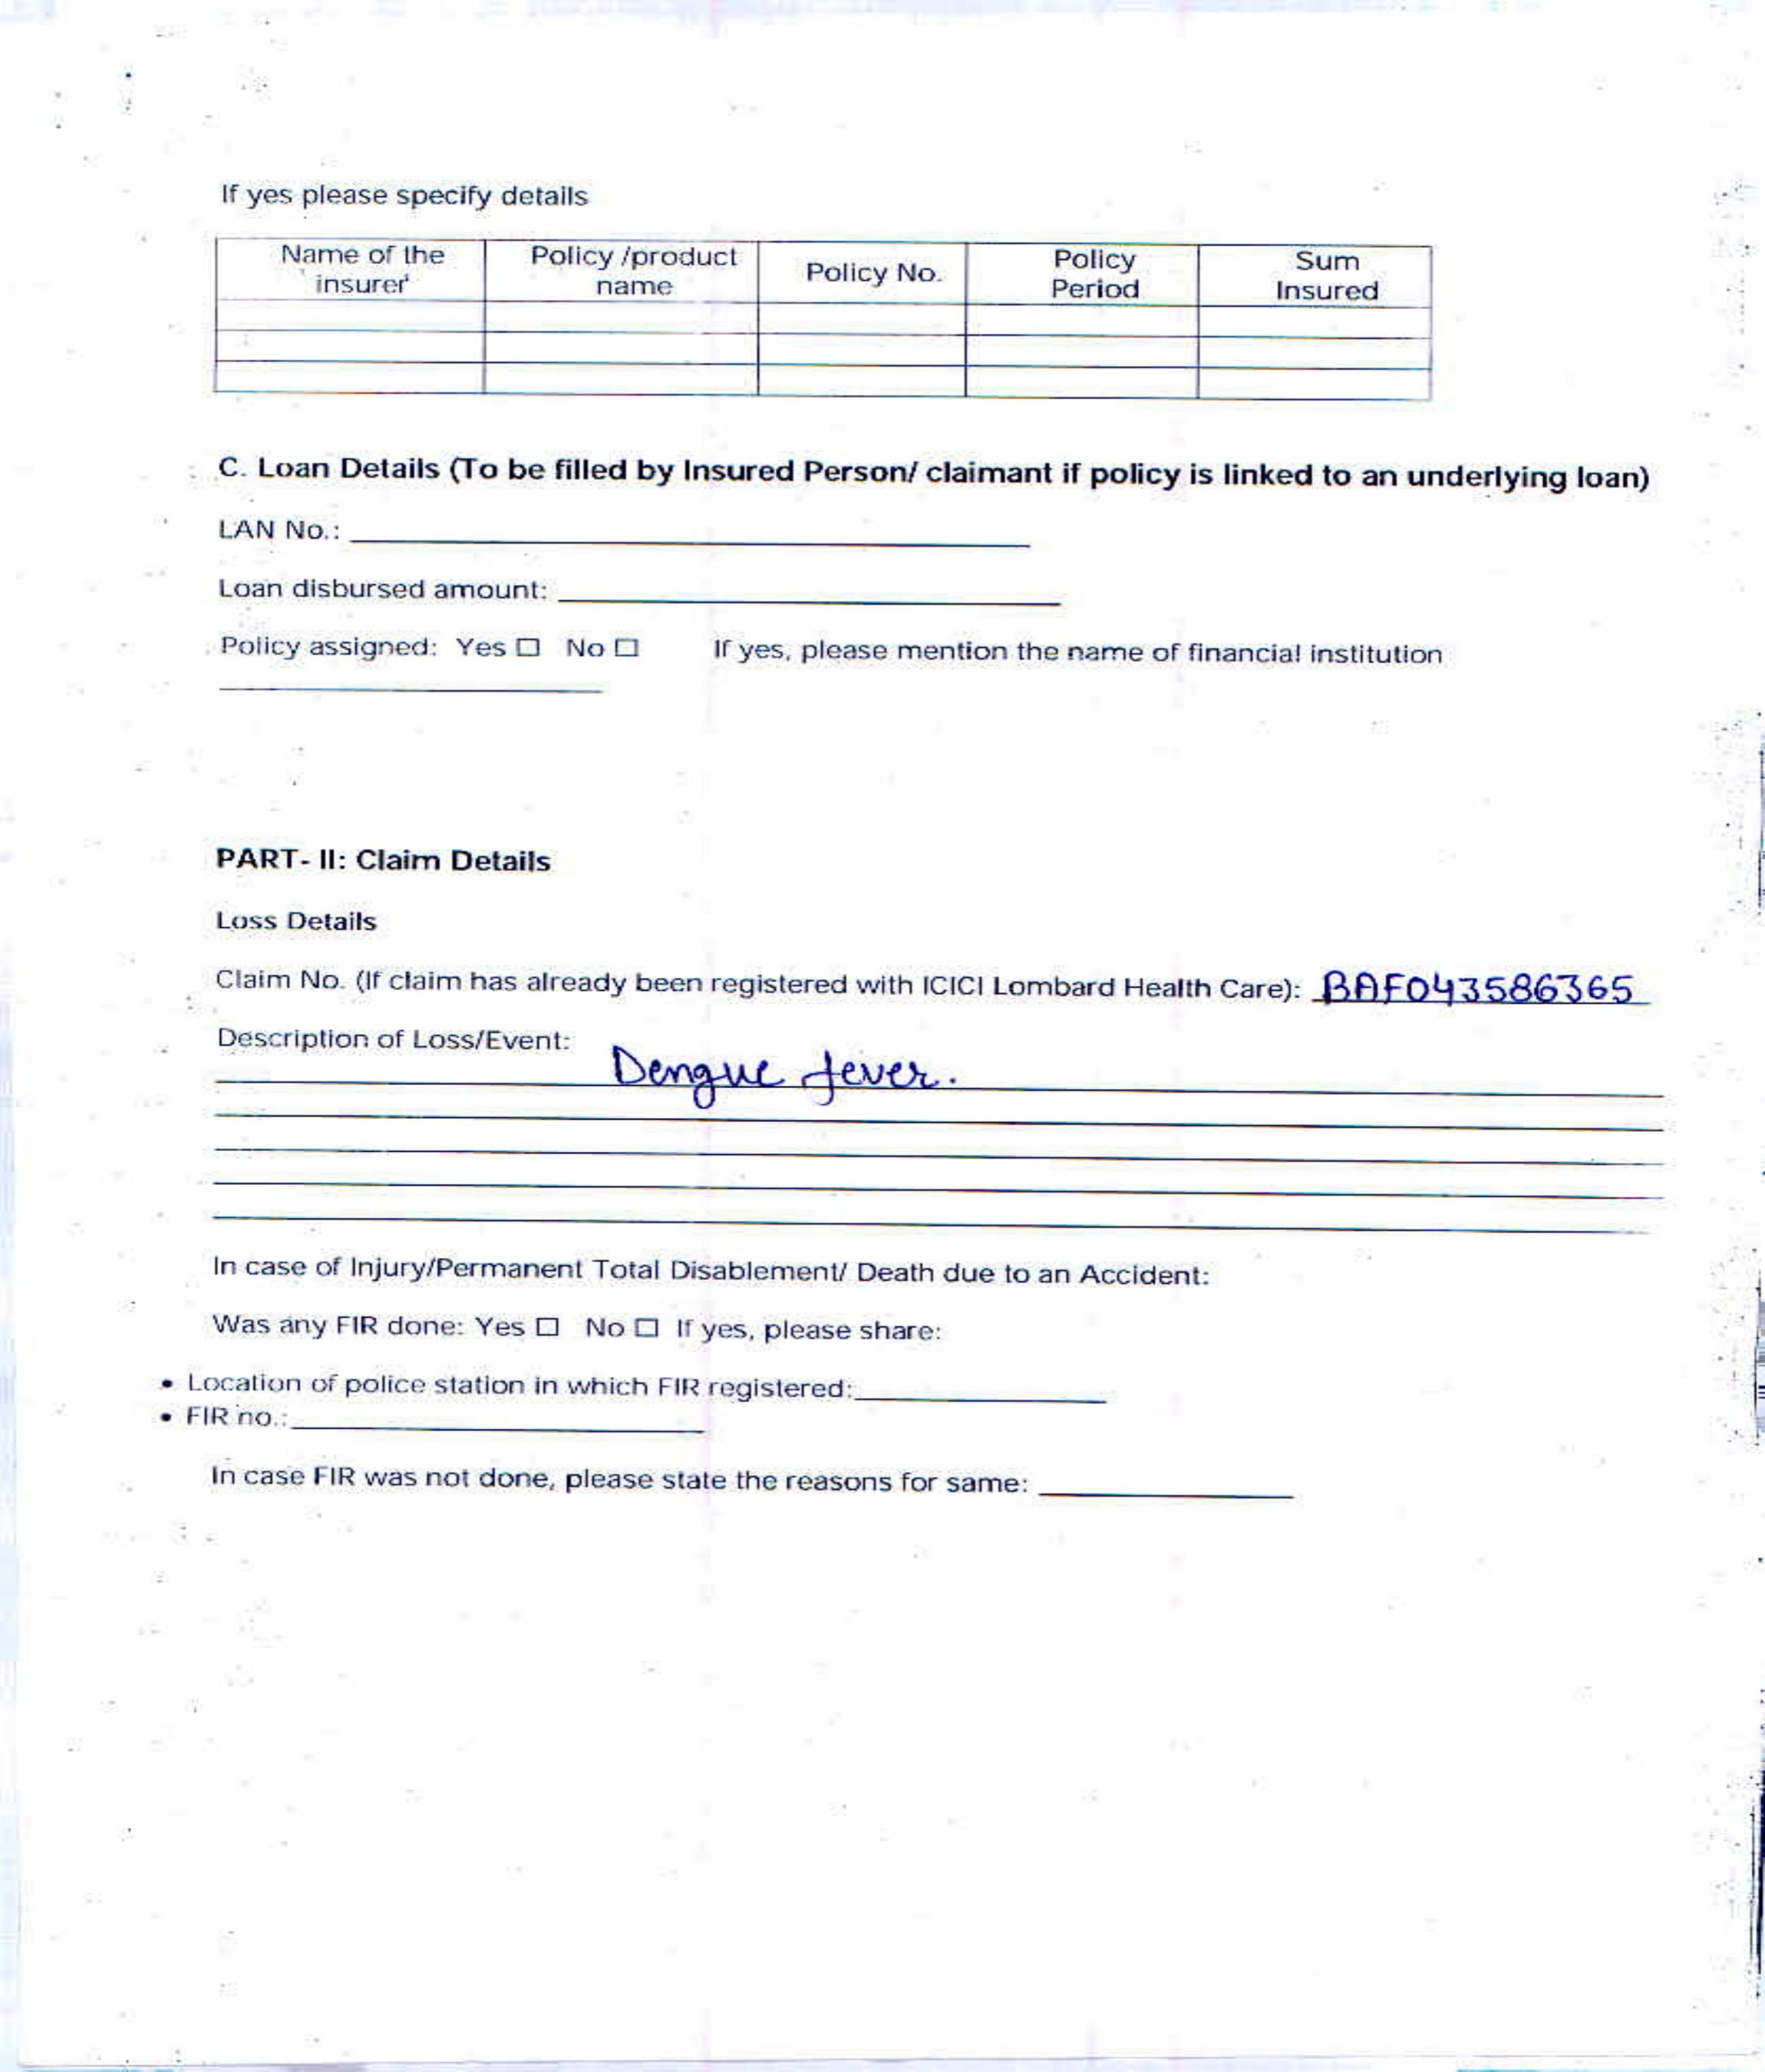 If yes please specify details
Name of the insurer Policy /product name Policy No. Policy Period Sum Insured
C. Loan Details (To be filled by Insured Person/ claimant if policy is linked to an underlying loan)
LAN No.:
Loan disbursed amount:
Policy assigned: Yes ☐ No ☐ If yes, please mention the name of financial institution
PART- II: Claim Details
Loss Details
Claim No. (If claim has already been registered with ICICI Lombard Health Care): BAF043586365
Description of Loss/Event:
Dengue fever.
In case of Injury/Permanent Total Disablement/ Death due to an Accident:
Was any FIR done: Yes ☐ No ☐ If yes, please share:
• Location of police station in which FIR registered:
• FIR no.:
In case FIR was not done, please state the reasons for same: